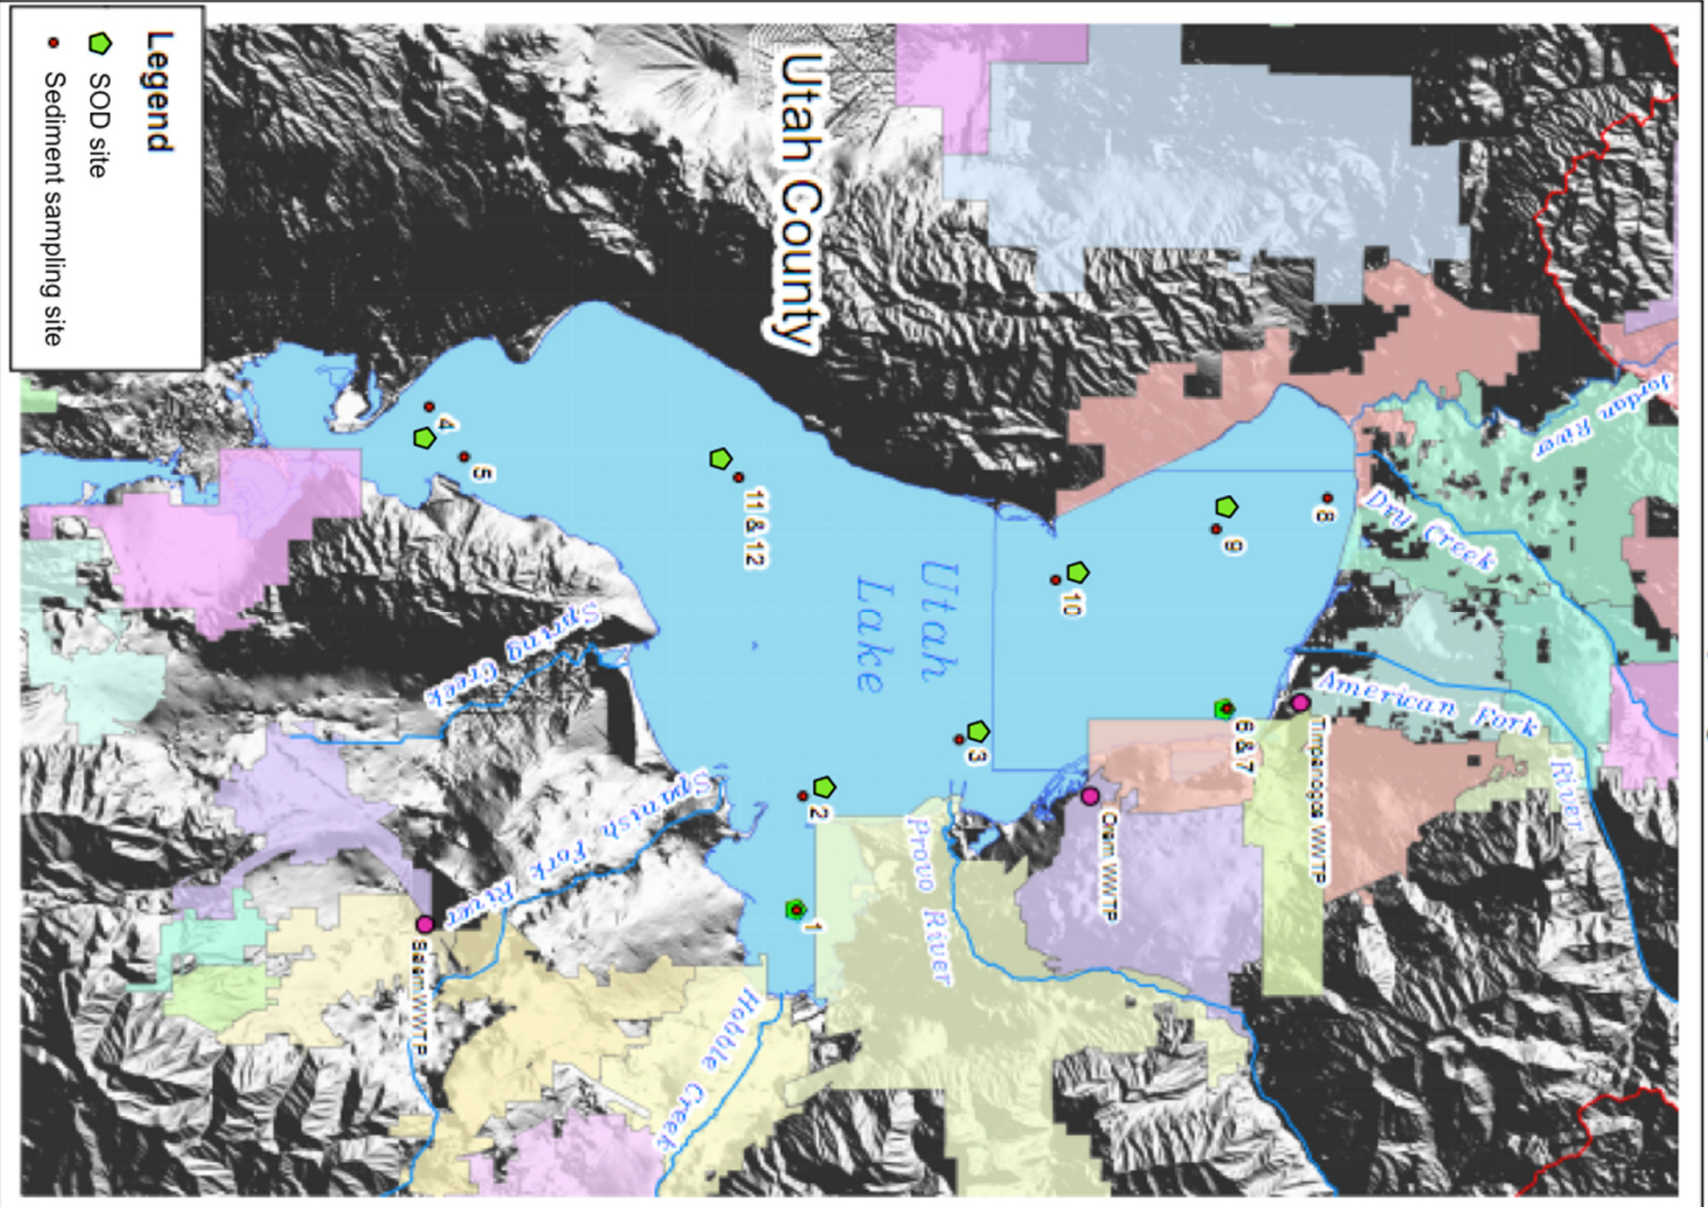 Legend
SOD site
Sediment sampling site
Utah County
Utah
Lake
Jordan River
Dry Creek
American Fork
River
Timpanogos WWTP
Orem WWTP
Provo River
Hobble Creek
Spanish Fork River
Spring Creek
8
9
10
6 & 7
3
2
1
11 & 12
4
5